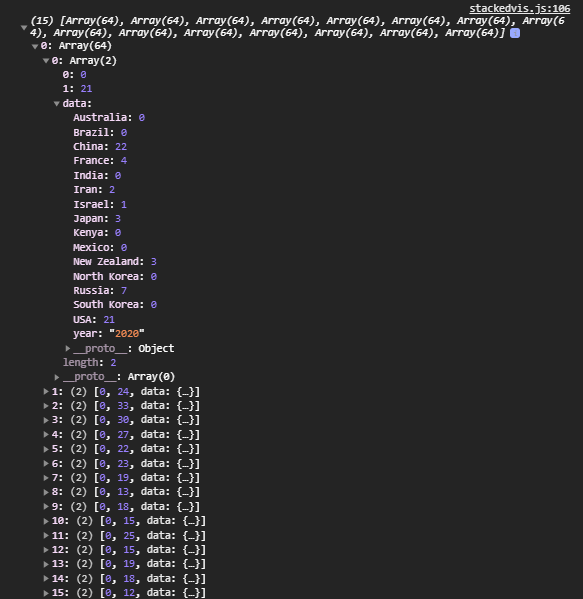 stackedvis.js:106
(15) [Array(64), Array(64), Array(64), Array(64), Array(64), Array(64), Array(64), Array(6
4), Array(64), Array(64), Array(64), Array(64), Array(64), Array(64), Array(64)]
0: Array(64)
0: Array(2)
0: 0
1: 21
data:
Australia: 0
Brazil: 0
China: 22
France: 4
India: 0
Iran: 2
Israel: 1
Japan: 3
Kenya: 0
Mexico: 0
New Zealand: 3
North Korea: 0
Russia: 7
South Korea: 0
USA: 21
year: "2020"
__proto__: Object
length: 2
__proto__: Array(0)
1: (2) [0, 24, data: {…}]
2: (2) [0, 33, data: {…}]
3: (2) [0, 30, data: {…}]
4: (2) [0, 27, data: {…}]
5: (2) [0, 22, data: {…}]
6: (2) [0, 23, data: {…}]
7: (2) [0, 19, data: {…}]
8: (2) [0, 13, data: {…}]
9: (2) [0, 18, data: {…}]
10: (2) [0, 15, data: {…}]
11: (2) [0, 25, data: {…}]
12: (2) [0, 15, data: {…}]
13: (2) [0, 19, data: {…}]
14: (2) [0, 18, data: {…}]
15: (2) [0, 12, data: {…}]